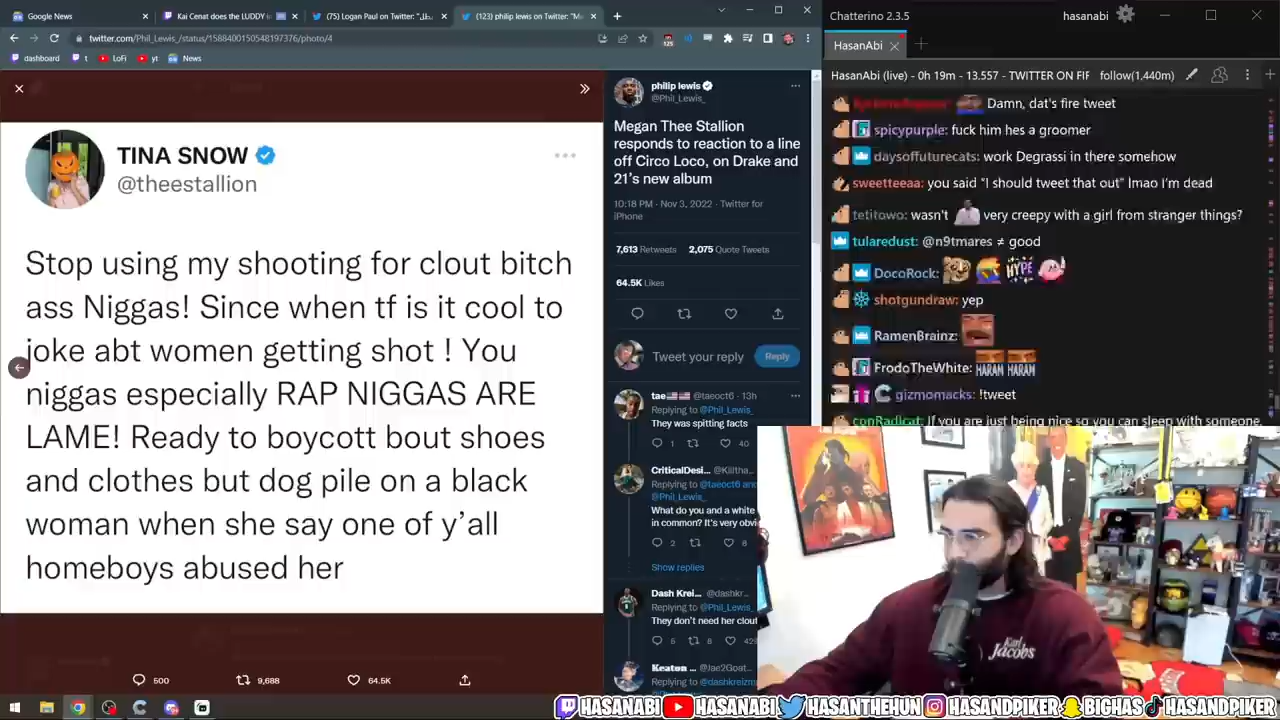 Google News
Kai Cenat does the LUDDY i
(75) Logan Paul on Twitter: "
(123) philip lewis on Twitter: "M
twitter.com/Phil_Lewis_/status/1588400150548197376/photo/4
dashboard
t
LoFi
yt
News
TINA SNOW
@theestallion
Stop using my shooting for clout bitch
ass Niggas! Since when tf is it cool to
joke abt women getting shot ! You
niggas especially RAP NIGGAS ARE
LAME! Ready to boycott bout shoes
and clothes but dog pile on a black
woman when she say one of y’all
homeboys abused her
500
9,688
64.5K
philip lewis
@Phil_Lewis_
Megan Thee Stallion
responds to reaction to a line
off Circo Loco, on Drake and
21’s new album
10:18 PM · Nov 3, 2022 · Twitter for
iPhone
7,613 Retweets 2,075 Quote Tweets
64.5K Likes
Tweet your reply
Reply
tae @taeoct6 · 13h
Replying to @Phil_Lewis_
They was spitting facts
1
40
CriticalDesi... @Kiltha
Replying to @taeoct6 and
@Phil_Lewis_
What do you and a white
in common? It's very obvi
2
6
Show replies
Dash Krei... @dashkr...
Replying to @Phil_Lewis_
They don't need her clout
5
8
Keaton ... @Jae2Goat...
Replying to @dashkreizm
Chatterino 2.3.5
hasanabi
HasanAbi
HasanAbi (live) - 0h 19m - 13.557 - TWITTER ON FIF
follow(1,440m)
Damn, dat's fire tweet
spicypurple: fuck him hes a groomer
daysoffuturecats: work Degrassi in there somehow
sweetteeaa: you said "I should tweet that out" lmao i'm dead
tetitowo: wasn't very creepy with a girl from stranger things?
tularedust: @n9tmares ≠ good
DocoRock: HYPE
shotgundraw: yep
RamenBrainz:
FrodoTheWhite: HARAM HARAM
gizmomacks: !tweet
conRadicat: If you are just being nice so you can sleep with someone,
Karl
Jacobs
HASANABI
HASANABI
HASANTHEHUN
HASANDPIKER
BIGHAS
HASANDPIKER